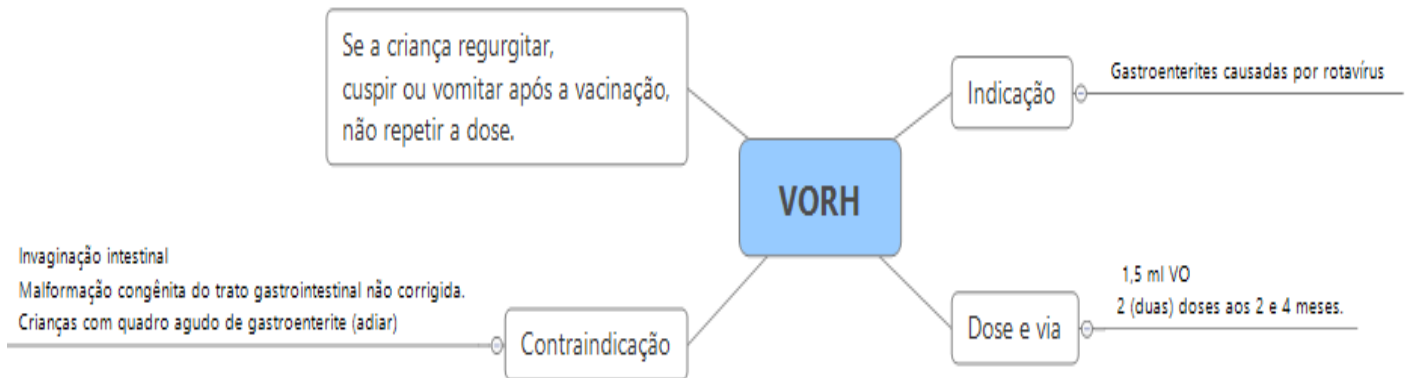 Se a criança regurgitar,
cuspir ou vomitar após a vacinação,
não repetir a dose.
Indicação
Gastroenterites causadas por rotavírus
VORH
Invaginação intestinal
Malformação congênita do trato gastrointestinal não corrigida.
Crianças com quadro agudo de gastroenterite (adiar)
Contraindicação
Dose e via
1,5 ml VO
2 (duas) doses aos 2 e 4 meses.